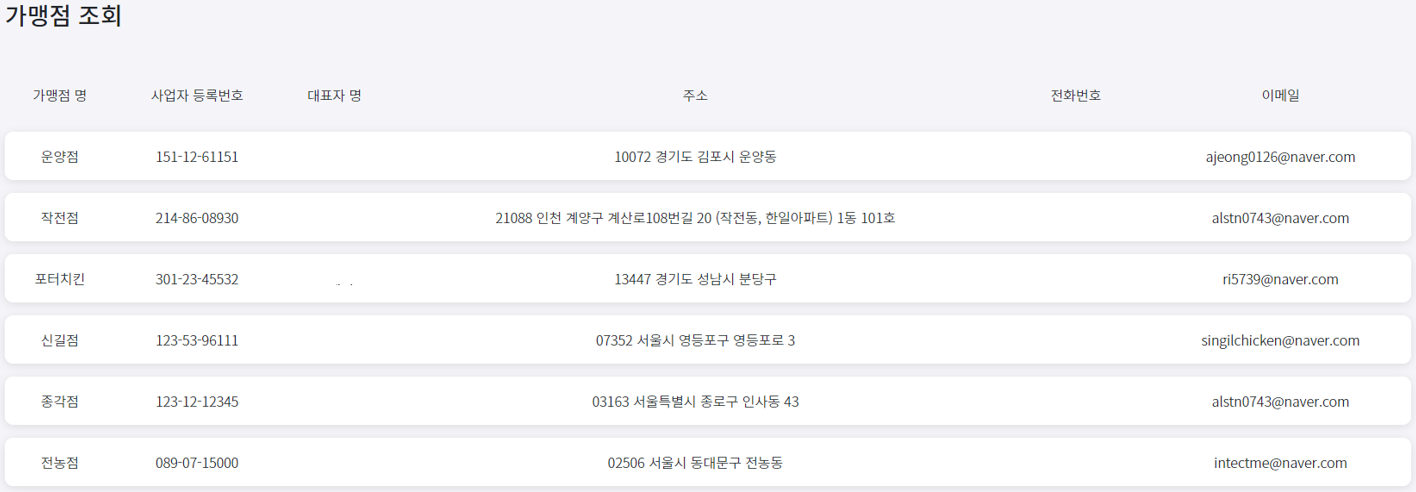 가맹점 조회
가맹점 명 사업자 등록번호 대표자 명 주소 전화번호 이메일
운양점 151-12-61151 10072 경기도 김포시 운양동 ajeong0126@naver.com
작전점 214-86-08930 21088 인천 계양구 계산로108번길 20 (작전동, 한일아파트) 1동 101호 alstn0743@naver.com
포터치킨 301-23-45532 13447 경기도 성남시 분당구 ri5739@naver.com
신길점 123-53-96111 07352 서울시 영등포구 영등포로 3 singilchicken@naver.com
종각점 123-12-12345 03163 서울특별시 종로구 인사동 43 alstn0743@naver.com
전농점 089-07-15000 02506 서울시 동대문구 전농동 intectme@naver.com